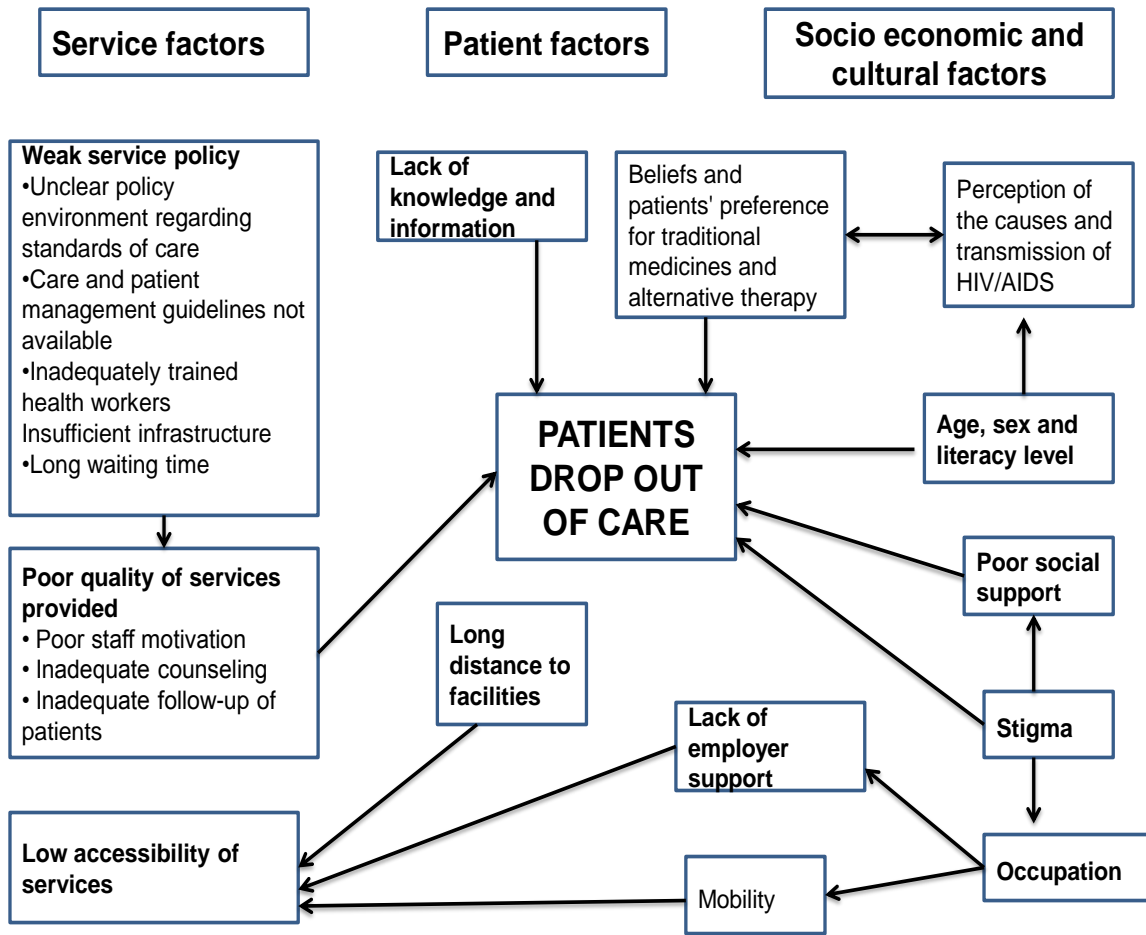 Service factors
Patient factors
Socio economic and
cultural factors
Weak service policy
•Unclear policy
environment regarding
standards of care
•Care and patient
management guidelines not
available
•Inadequately trained
health workers
Insufficient infrastructure
•Long waiting time
Lack of
knowledge and
information
Beliefs and
patients' preference
for traditional
medicines and
alternative therapy
Perception of
the causes and
transmission of
HIV/AIDS
PATIENTS
DROP OUT
OF CARE
Age, sex and
literacy level
Poor quality of services
provided
• Poor staff motivation
• Inadequate counseling
• Inadequate follow-up of
patients
Long
distance to
facilities
Poor social
support
Lack of
employer
support
Stigma
Low accessibility of
services
Mobility
Occupation